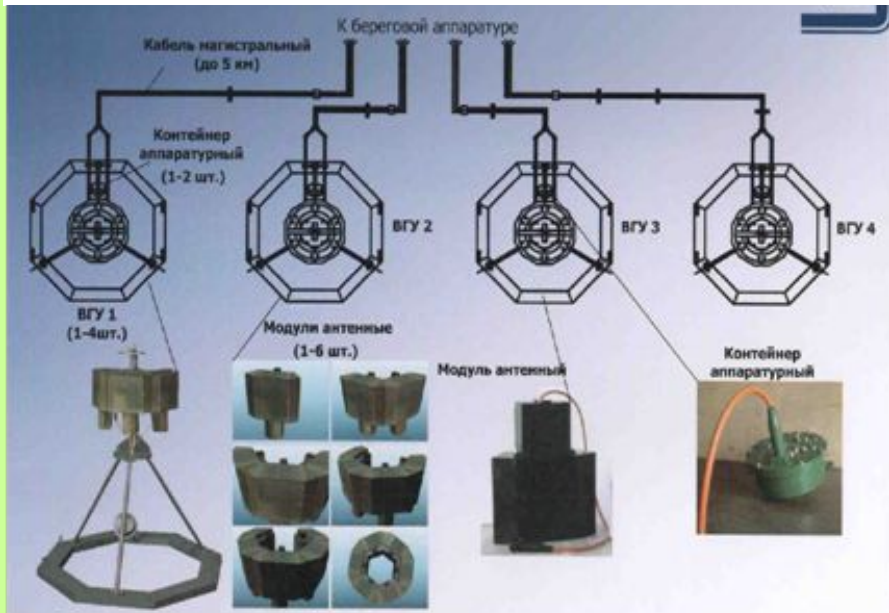 К береговой аппаратуре
Кабель магистральный
(до 5 км)
Контейнер
аппаратурный
(1-2 шт.)
ВГУ 2
ВГУ 3
ВГУ 4
ВГУ 1
(1-4шт.)
Модули антенные
(1-6 шт.)
Модуль антенный
Контейнер
аппаратурный